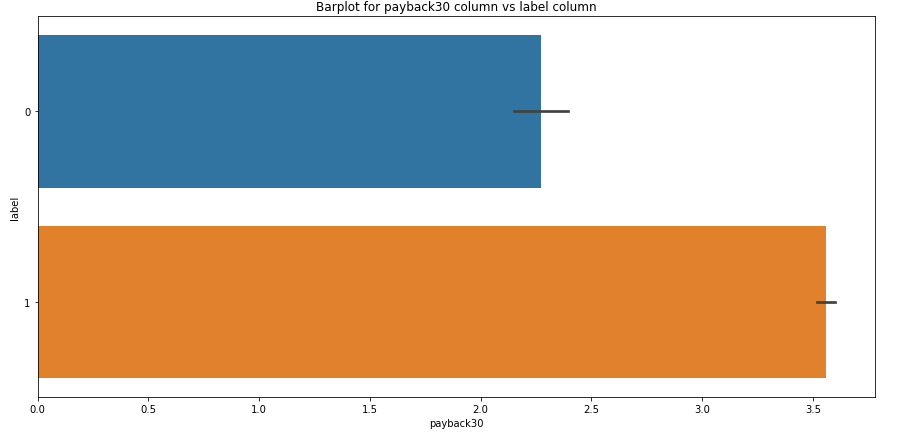 Barplot for payback30 column vs label column
0
label
1
0.0 0.5 1.0 1.5 2.0 2.5 3.0 3.5
payback30